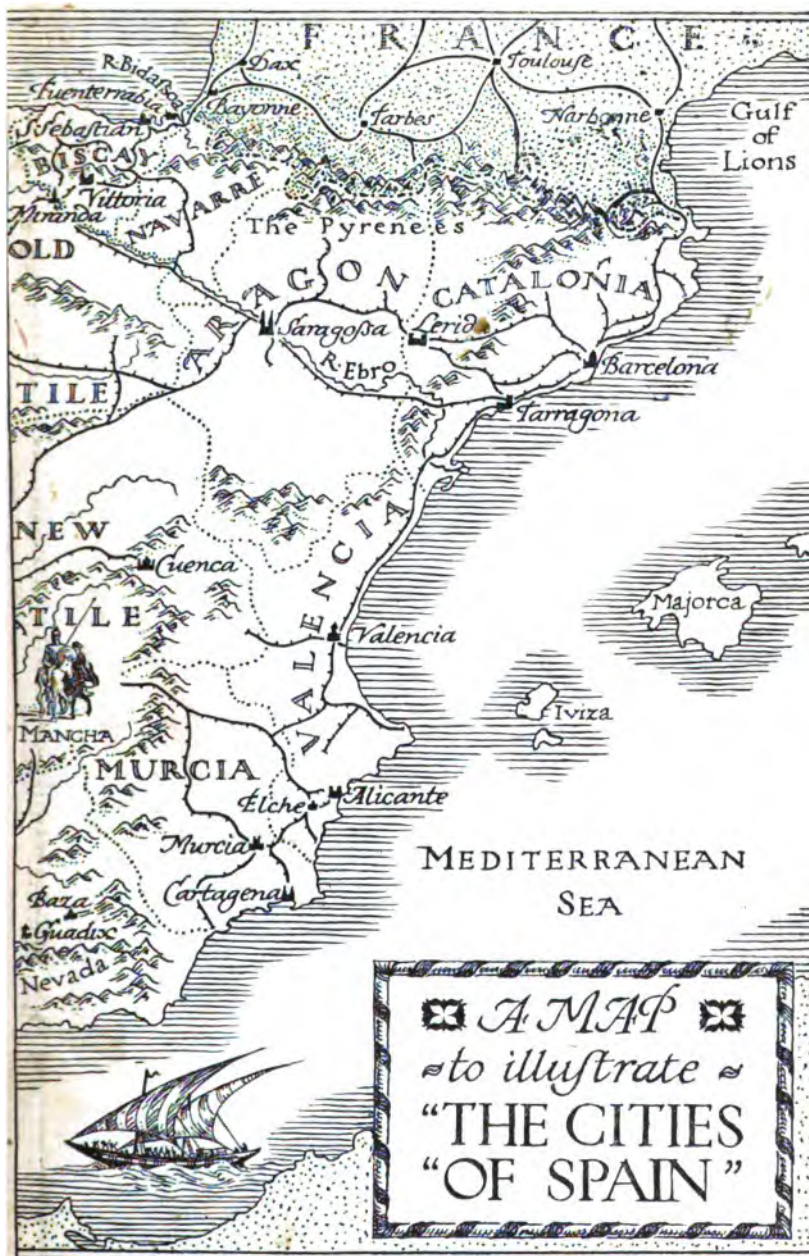 FRANCE
Dax
Toulouse
R. Bidaſsoa
Fuenterrabia
Bayonne
Tarbes
Narbonne
Gulf
of
Lions
S. Sebastian
BISCAY
Vittoria
Miranda
NAVARRE
The Pyrenees
OLD
ARAGON
CATALONIA
Saragoſsa
Lerida
R. Ebro
Barcelona
TILE
Tarragona
NEW
Cuenca
TILE
VALENCIA
Valencia
Majorca
Iviza
MANCHA
MURCIA
Elche
Alicante
Murcia
Cartagena
MEDITERRANEAN
SEA
Baza
Guadix
Nevada
A MAP
to illuſtrate
"THE CITIES
"OF SPAIN"